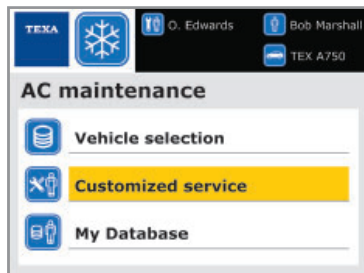 TEXA
O. Edwards
Bob Marshall
TEX A750
AC maintenance
Vehicle selection
Customized service
My Database